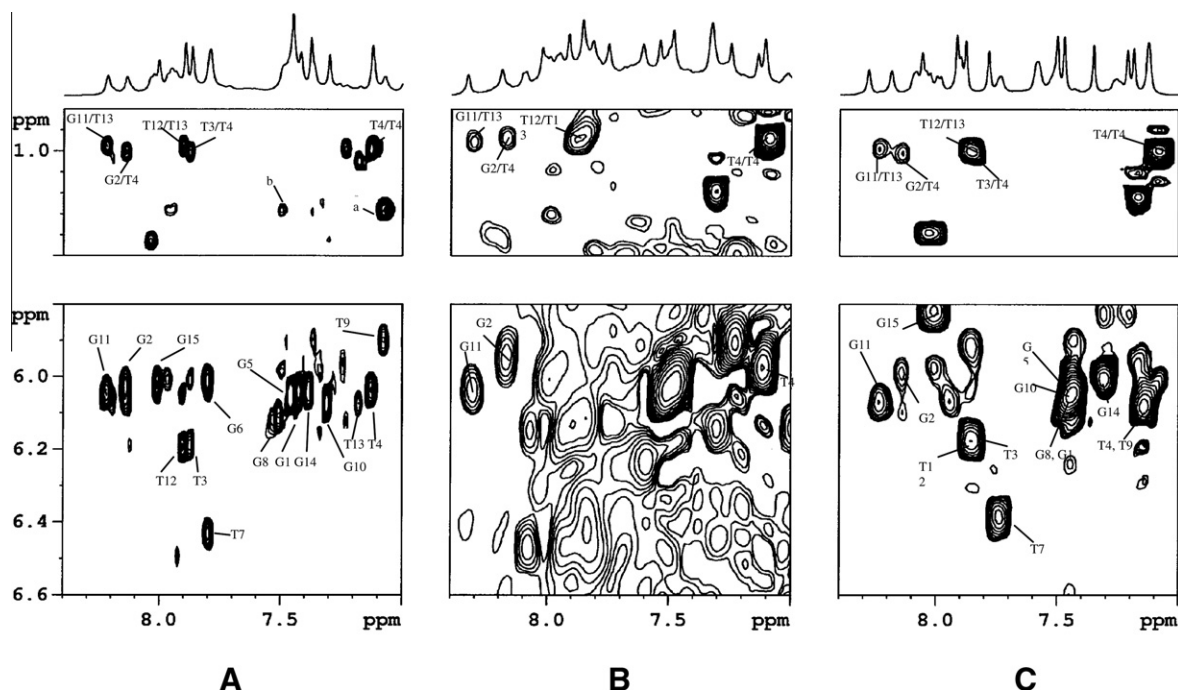 ppm
G11/T13
T12/T13
T3/T4
T4/T4
1.0
G2/T4
b
a
ppm
G11
G2
G15
T9
6.0
G5
G6
T13
T4
6.2
G8
G1
G14
G10
T12
T3
6.4
T7
6.6
8.0
7.5
ppm
A
G11/T13
T12/T1
3
G2/T4
T4/T4
G2
G11
T4
8.0
7.5
ppm
B
T12/T13
T4/T4
G11/T13
G2/T4
T3/T4
G15
G11
G
5
G10
G2
G14
T1
2
T3
G8, G1
T4, T9
T7
8.0
7.5
ppm
C